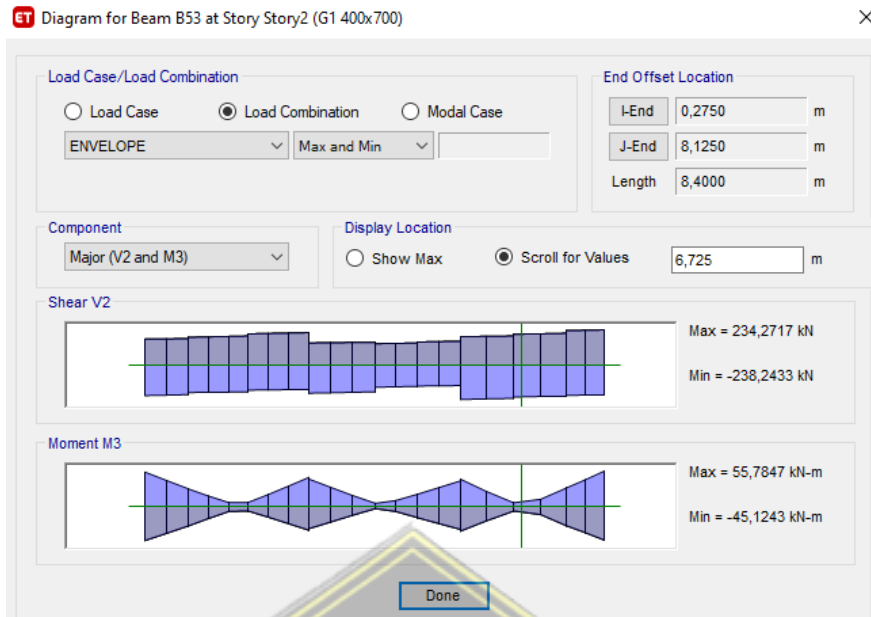 ET Diagram for Beam B53 at Story Story2 (G1 400x700)
Load Case/Load Combination
Load Case Load Combination Modal Case
ENVELOPE Max and Min
End Offset Location
I-End 0,2750 m
J-End 8,1250 m
Length 8,4000 m
Component
Major (V2 and M3)
Display Location
Show Max Scroll for Values 6,725 m
Shear V2
Max = 234,2717 kN
Min = -238,2433 kN
Moment M3
Max = 55,7847 kN-m
Min = -45,1243 kN-m
Done